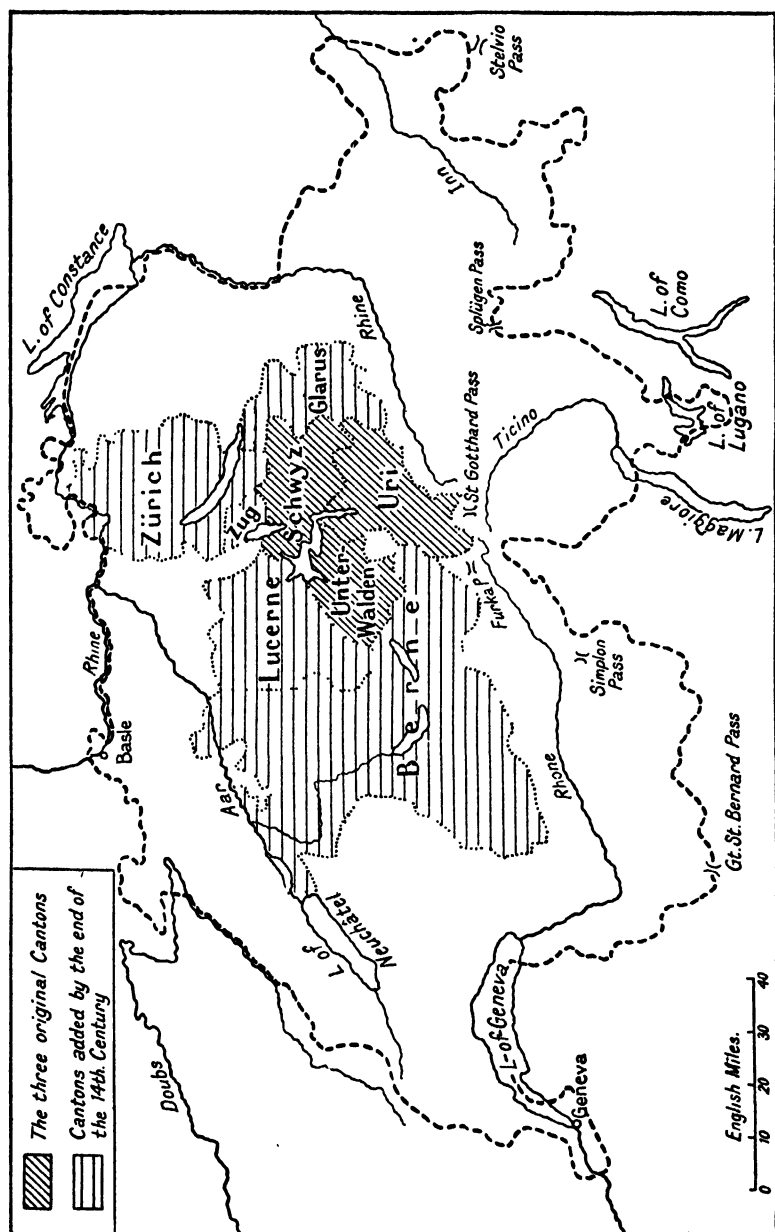 The three original Cantons
Cantons added by the end of
the 14th. Century
Doubs
Basle
Rhine
Aar
L. of
Neuchâtel
L. of Constance
Zürich
Zug
Lucerne
Schwyz
Glarus
Uri
Unter-
Walden
Berne
Rhine
Inn
Stelvio
Pass
Splügen Pass
St Gotthard Pass
Furka P.
Ticino
L. of
Como
L. of
Lugano
L. Maggiore
Simplon
Pass
Rhone
Gt. St. Bernard Pass
L. of Geneva
Geneva
English Miles.
0 10 20 30 40